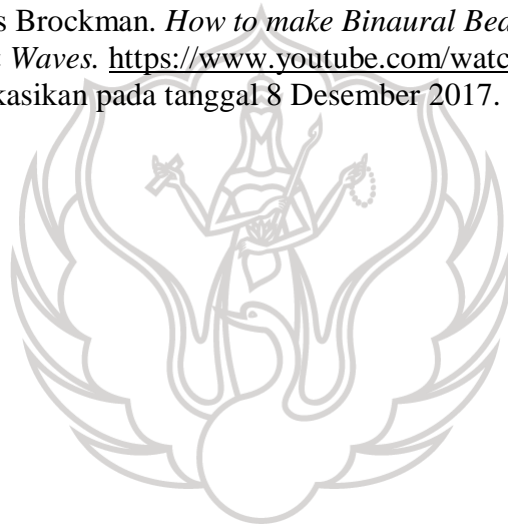 s Brockman. How to make Binaural Bea
Waves. https://www.youtube.com/watc
kasikan pada tanggal 8 Desember 2017.